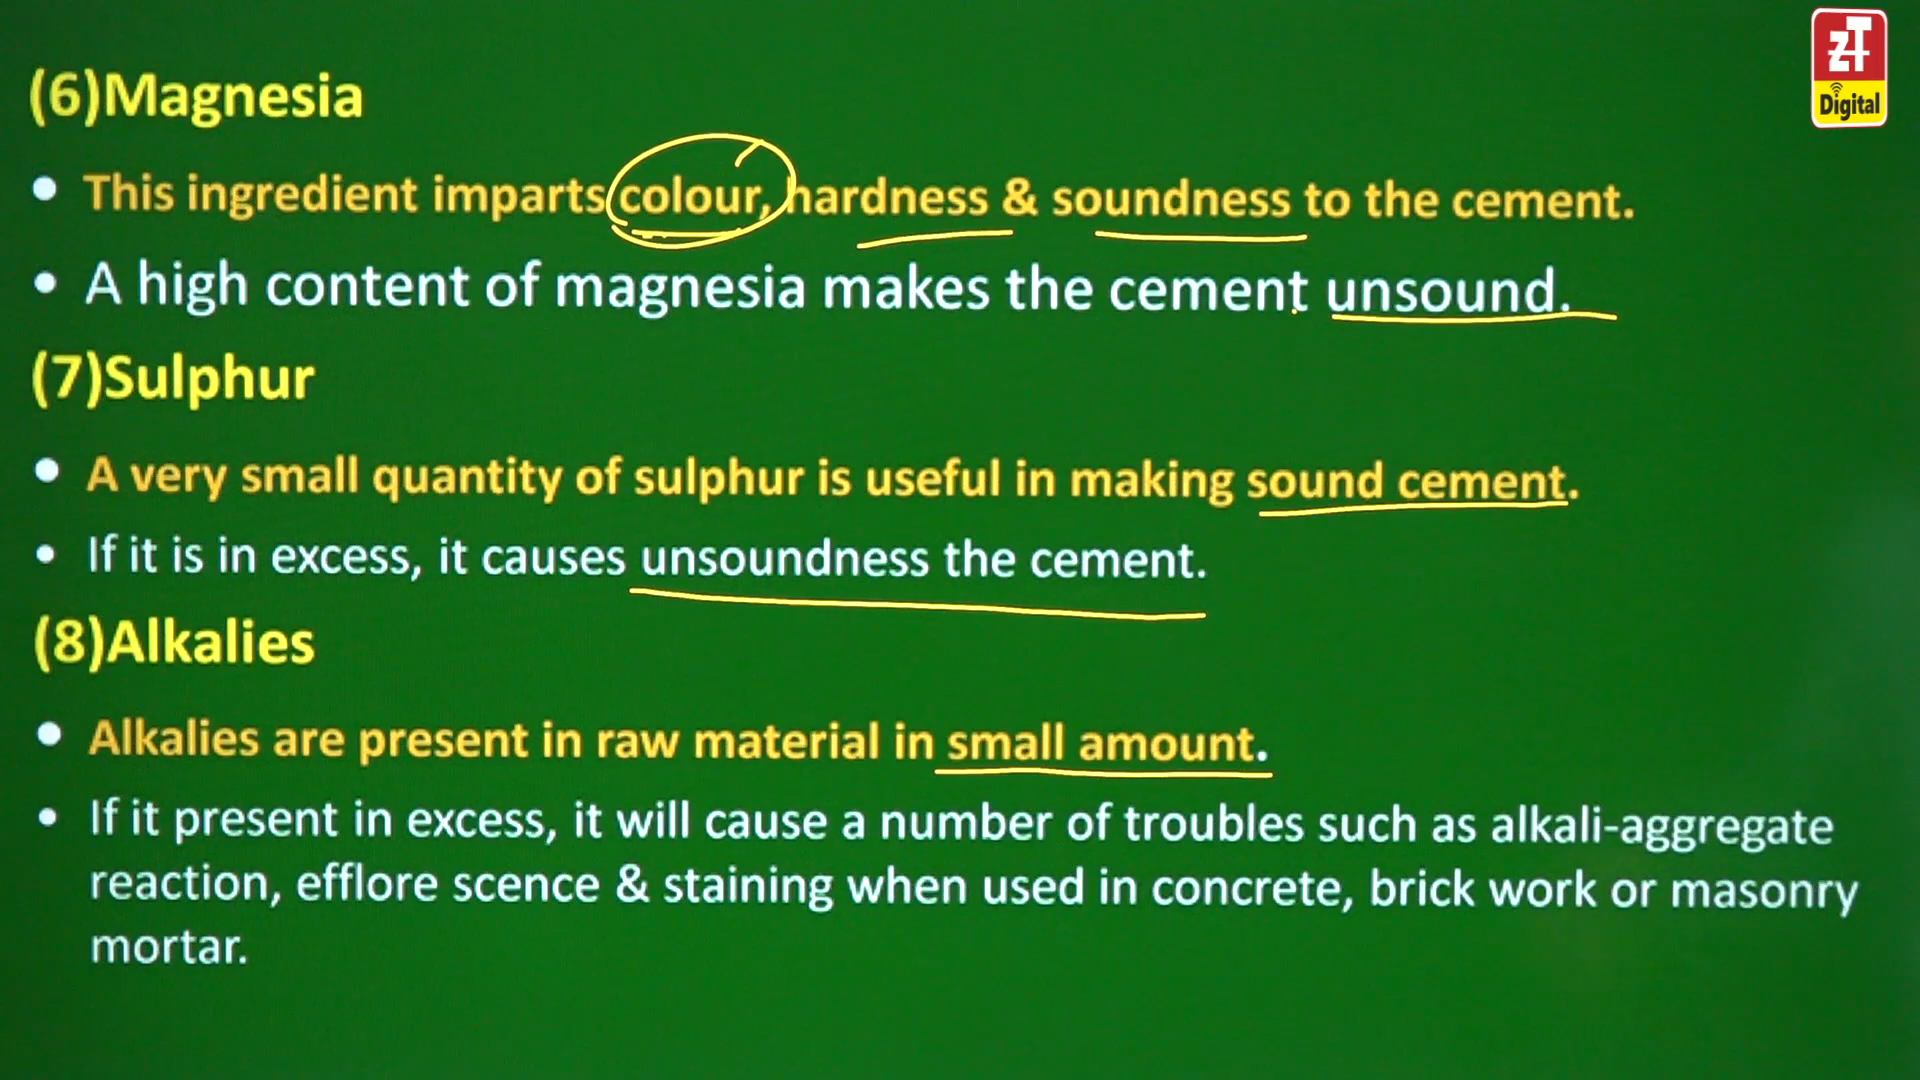 ZT
Digital
(6)Magnesia
• This ingredient imparts colour, hardness & soundness to the cement.
• A high content of magnesia makes the cement unsound.
(7)Sulphur
• A very small quantity of sulphur is useful in making sound cement.
• If it is in excess, it causes unsoundness the cement.
(8)Alkalies
• Alkalies are present in raw material in small amount.
• If it present in excess, it will cause a number of troubles such as alkali-aggregate
reaction, efflore scence & staining when used in concrete, brick work or masonry
mortar.